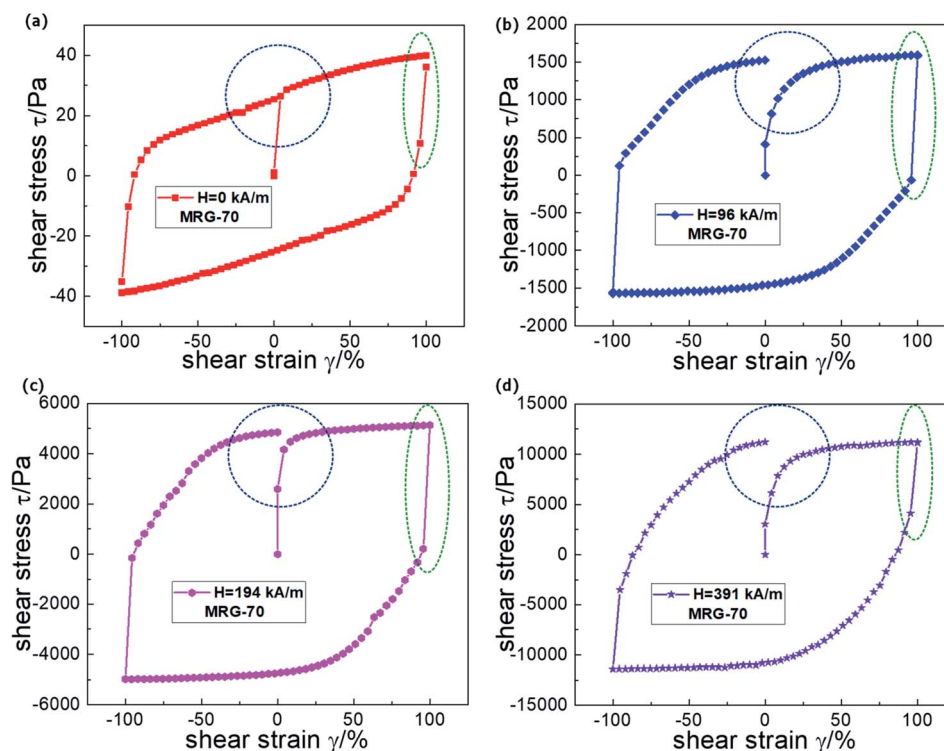 (a)
shear stress τ/Pa
40
20
0
-20
-40
H=0 kA/m
MRG-70
-100
-50
0
50
100
shear strain γ/%
(b)
shear stress τ/Pa
2000
1500
1000
500
0
-500
-1000
-1500
-2000
H=96 kA/m
MRG-70
-100
-50
0
50
100
shear strain γ/%
(c)
shear stress τ/Pa
6000
4000
2000
0
-2000
-4000
-6000
H=194 kA/m
MRG-70
-100
-50
0
50
100
shear strain γ/%
(d)
shear stress τ/Pa
15000
10000
5000
0
-5000
-10000
-15000
H=391 kA/m
MRG-70
-100
-50
0
50
100
shear strain γ/%